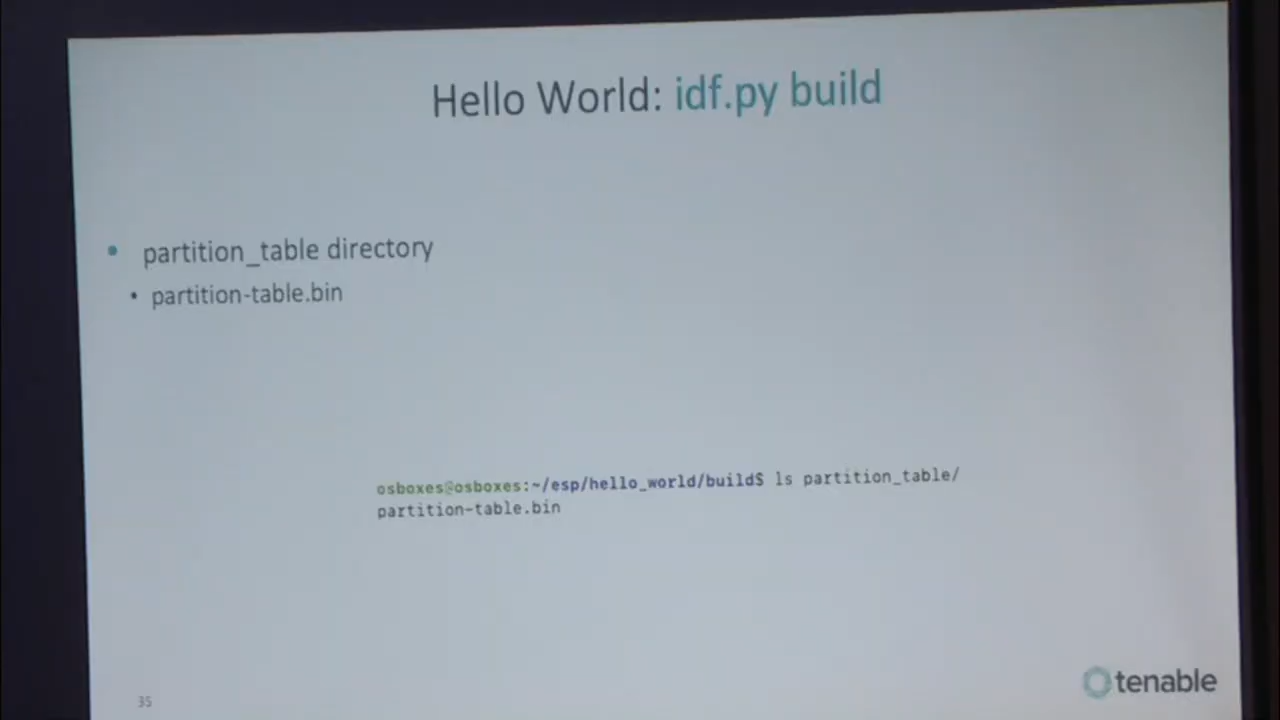 Hello World: idf.py build
• partition_table directory
• partition-table.bin
osboxes@osboxes:~/esp/hello_world/build$ ls partition_table/
partition-table.bin
35
tenable